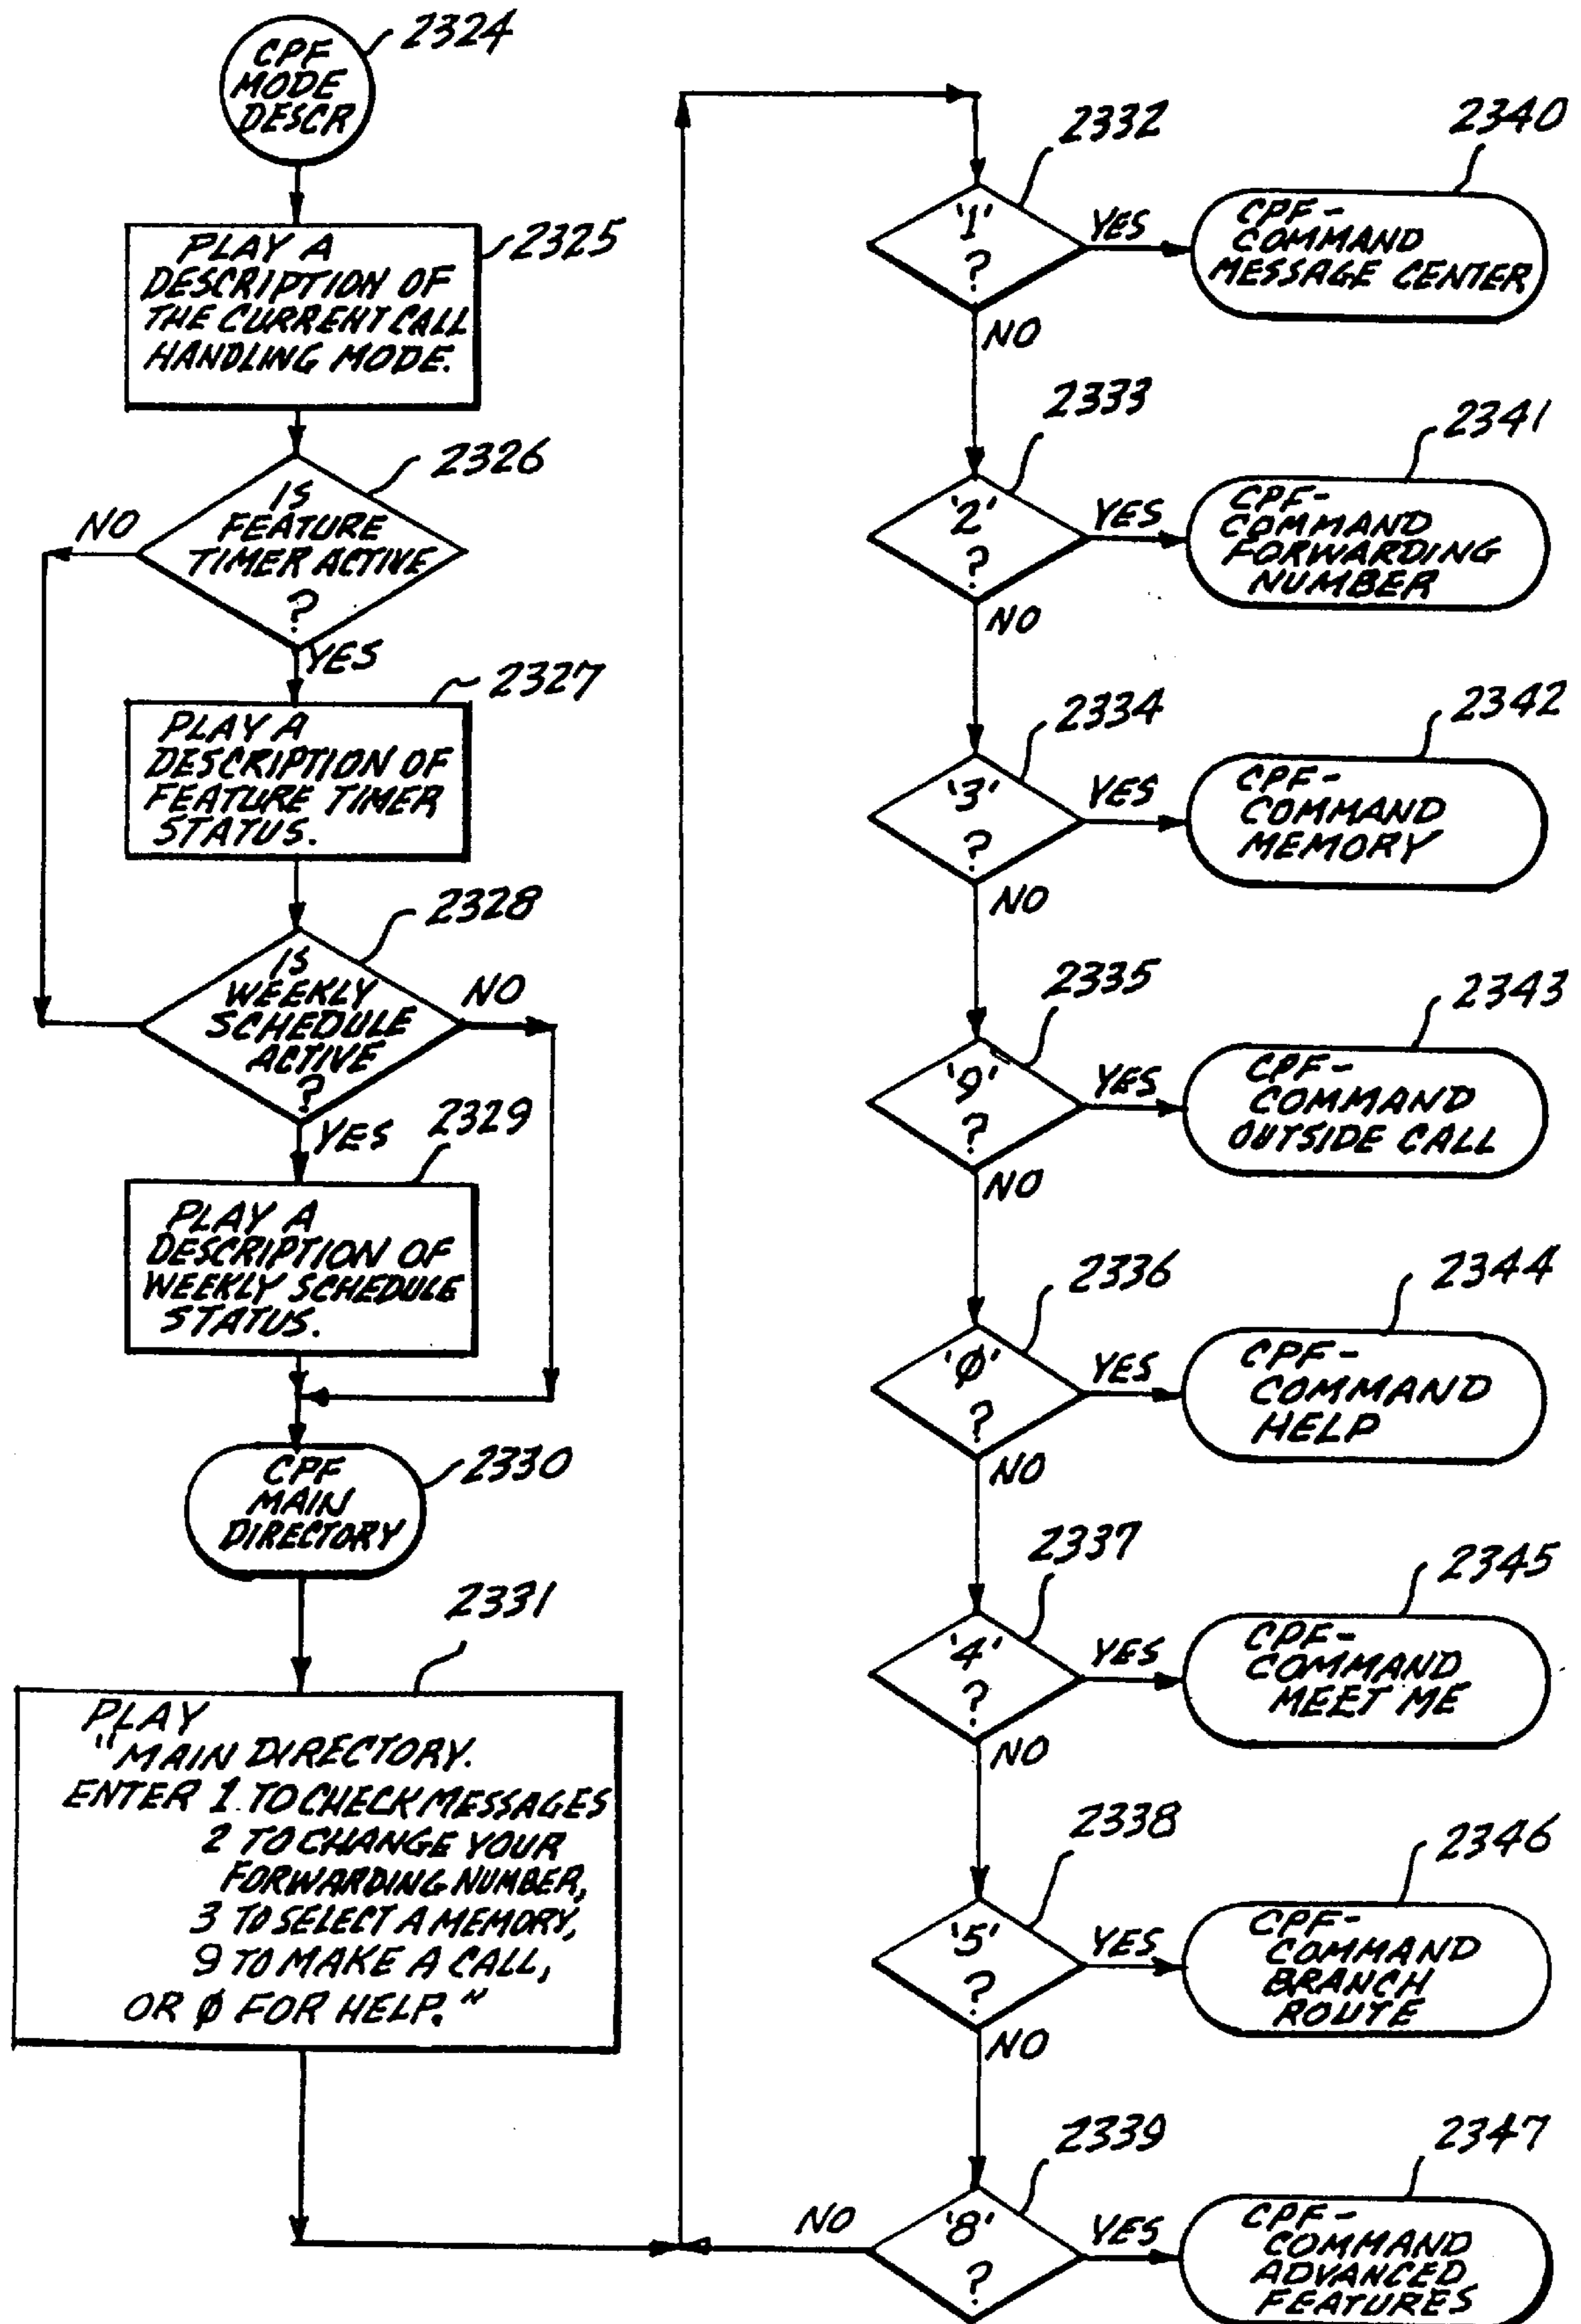 CPF
MODE
DESCR
2324
PLAY A
DESCRIPTION OF
THE CURRENT CALL
HANDLING MODE.
2325
IS
FEATURE
TIMER ACTIVE
?
2326
NO
YES
PLAY A
DESCRIPTION OF
FEATURE TIMER
STATUS.
2327
IS
WEEKLY
SCHEDULE
ACTIVE
?
2328
NO
YES
PLAY A
DESCRIPTION OF
WEEKLY SCHEDULE
STATUS.
2329
CPF
MAIN
DIRECTORY
2330
2331
PLAY
"MAIN DIRECTORY.
ENTER 1 TO CHECK MESSAGES
2 TO CHANGE YOUR
FORWARDING NUMBER,
3 TO SELECT A MEMORY,
9 TO MAKE A CALL,
OR Ø FOR HELP."
'1'
?
2332
YES
NO
CPF-
COMMAND
MESSAGE CENTER
2340
'2'
?
2333
YES
NO
CPF-
COMMAND
FORWARDING
NUMBER
2341
'3'
?
2334
YES
NO
CPF-
COMMAND
MEMORY
2342
'9'
?
2335
YES
NO
CPF-
COMMAND
OUTSIDE CALL
2343
'Ø'
?
2336
YES
NO
CPF-
COMMAND
HELP
2344
'4'
?
2337
YES
NO
CPF-
COMMAND
MEET ME
2345
'5'
?
2338
YES
NO
CPF-
COMMAND
BRANCH
ROUTE
2346
'8'
?
2339
YES
NO
CPF-
COMMAND
ADVANCED
FEATURES
2347